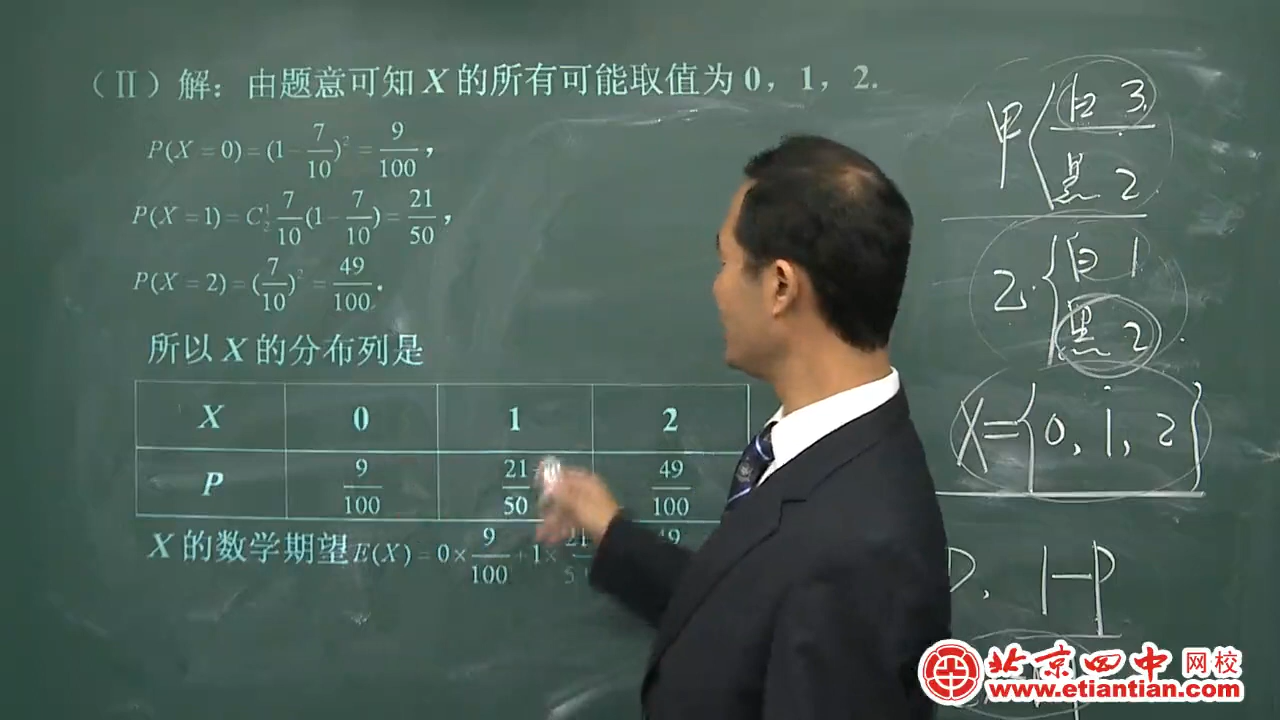 （Ⅱ）解：由题意可知 X 的所有可能取值为 0，1，2.
P(X = 0) = (1 - 7/10)² = 9/100，
P(X = 1) = C₂¹ 7/10 (1 - 7/10) = 21/50，
P(X = 2) = (7/10)² = 49/100.
所以 X 的分布列是
X 0 1 2
P 9/100 21/50 49/100
X 的数学期望 E(X) = 0 × 9/100 + 1 × 21/5
49
甲 白 3
黑 2
乙 白 1
黑 2
X = {0, 1, 2}
P, 1-P
北京四中 网校
www.etiantian.com